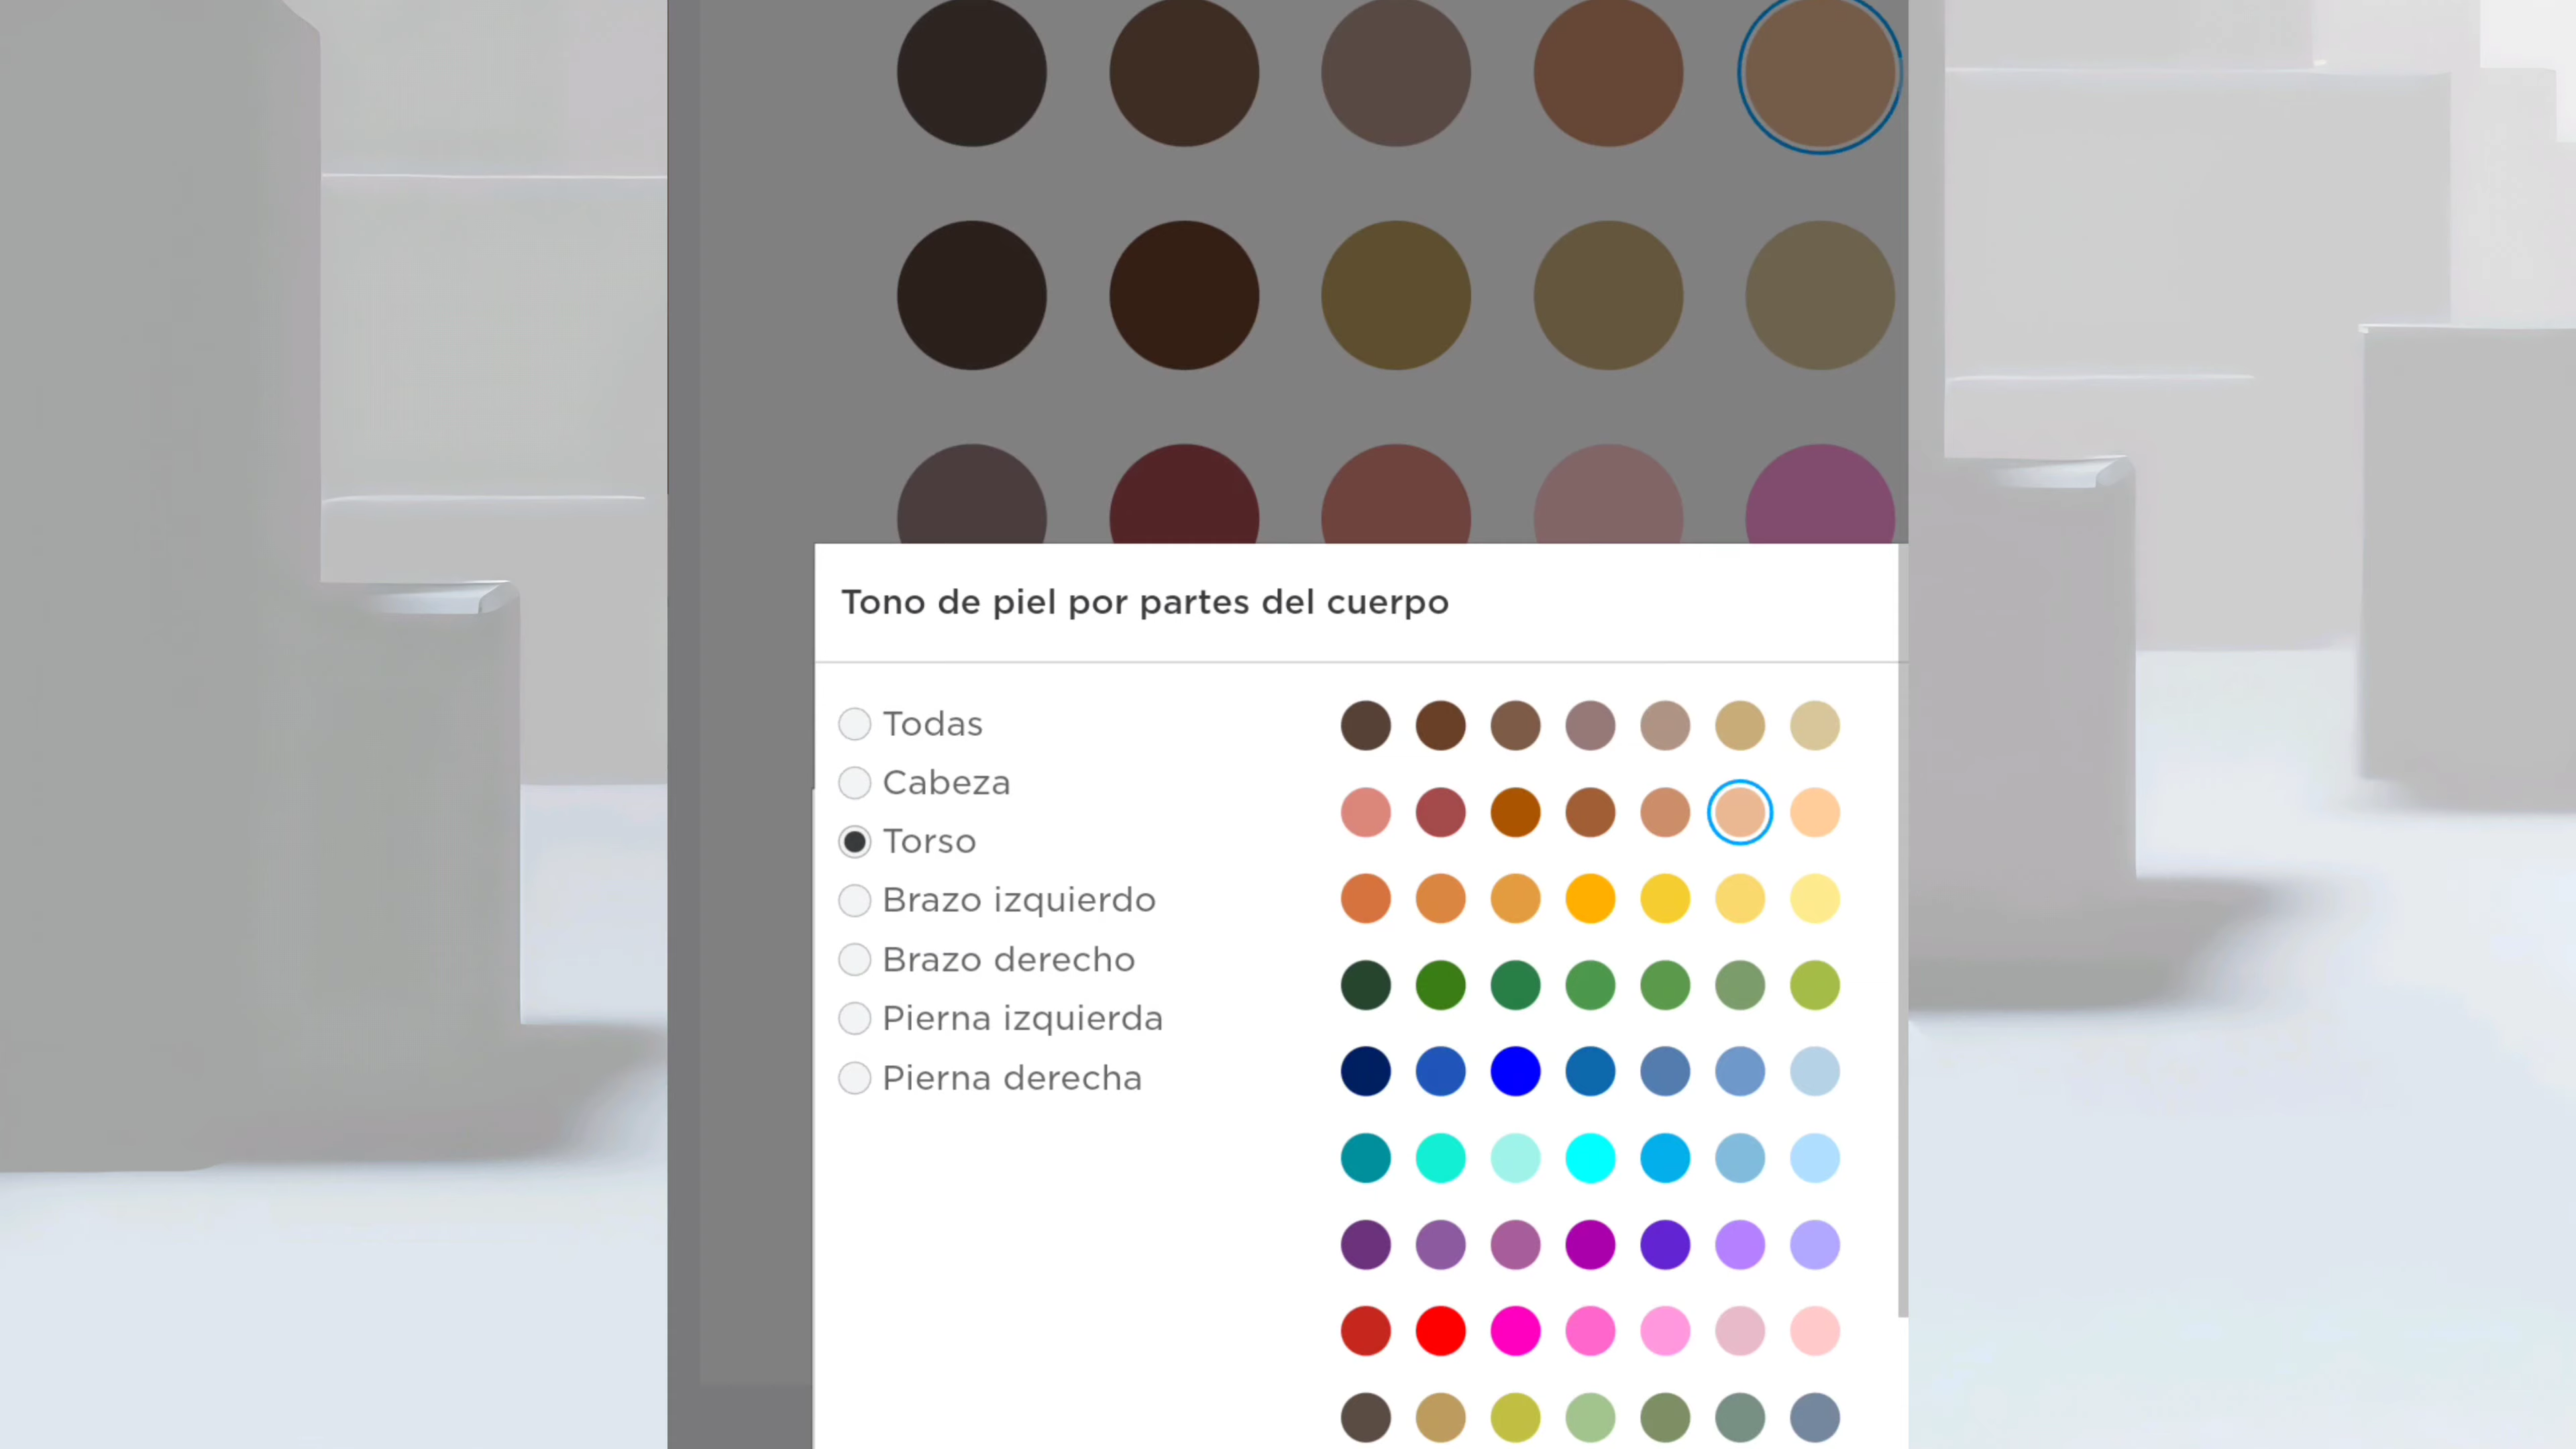 Tono de piel por partes del cuerpo
Todas
Cabeza
Torso
Brazo izquierdo
Brazo derecho
Pierna izquierda
Pierna derecha